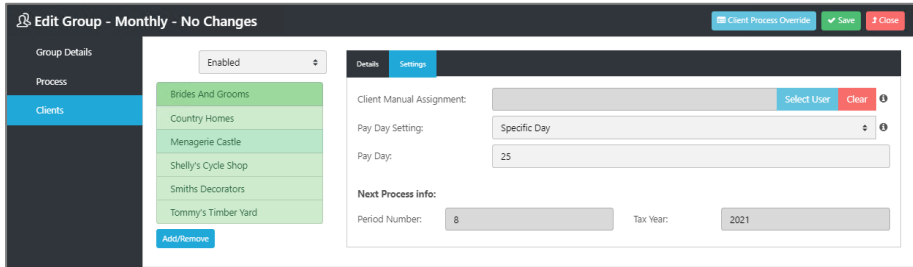 Edit Group - Monthly - No Changes
Client Process Override
Save
Close
Group Details
Process
Clients
Enabled
Brides And Grooms
Country Homes
Menagerie Castle
Shelly's Cycle Shop
Smiths Decorators
Tommy's Timber Yard
Add/Remove
Details Settings
Client Manual Assignment: Select User Clear
Pay Day Setting: Specific Day
Pay Day: 25
Next Process info:
Period Number: 8 Tax Year: 2021